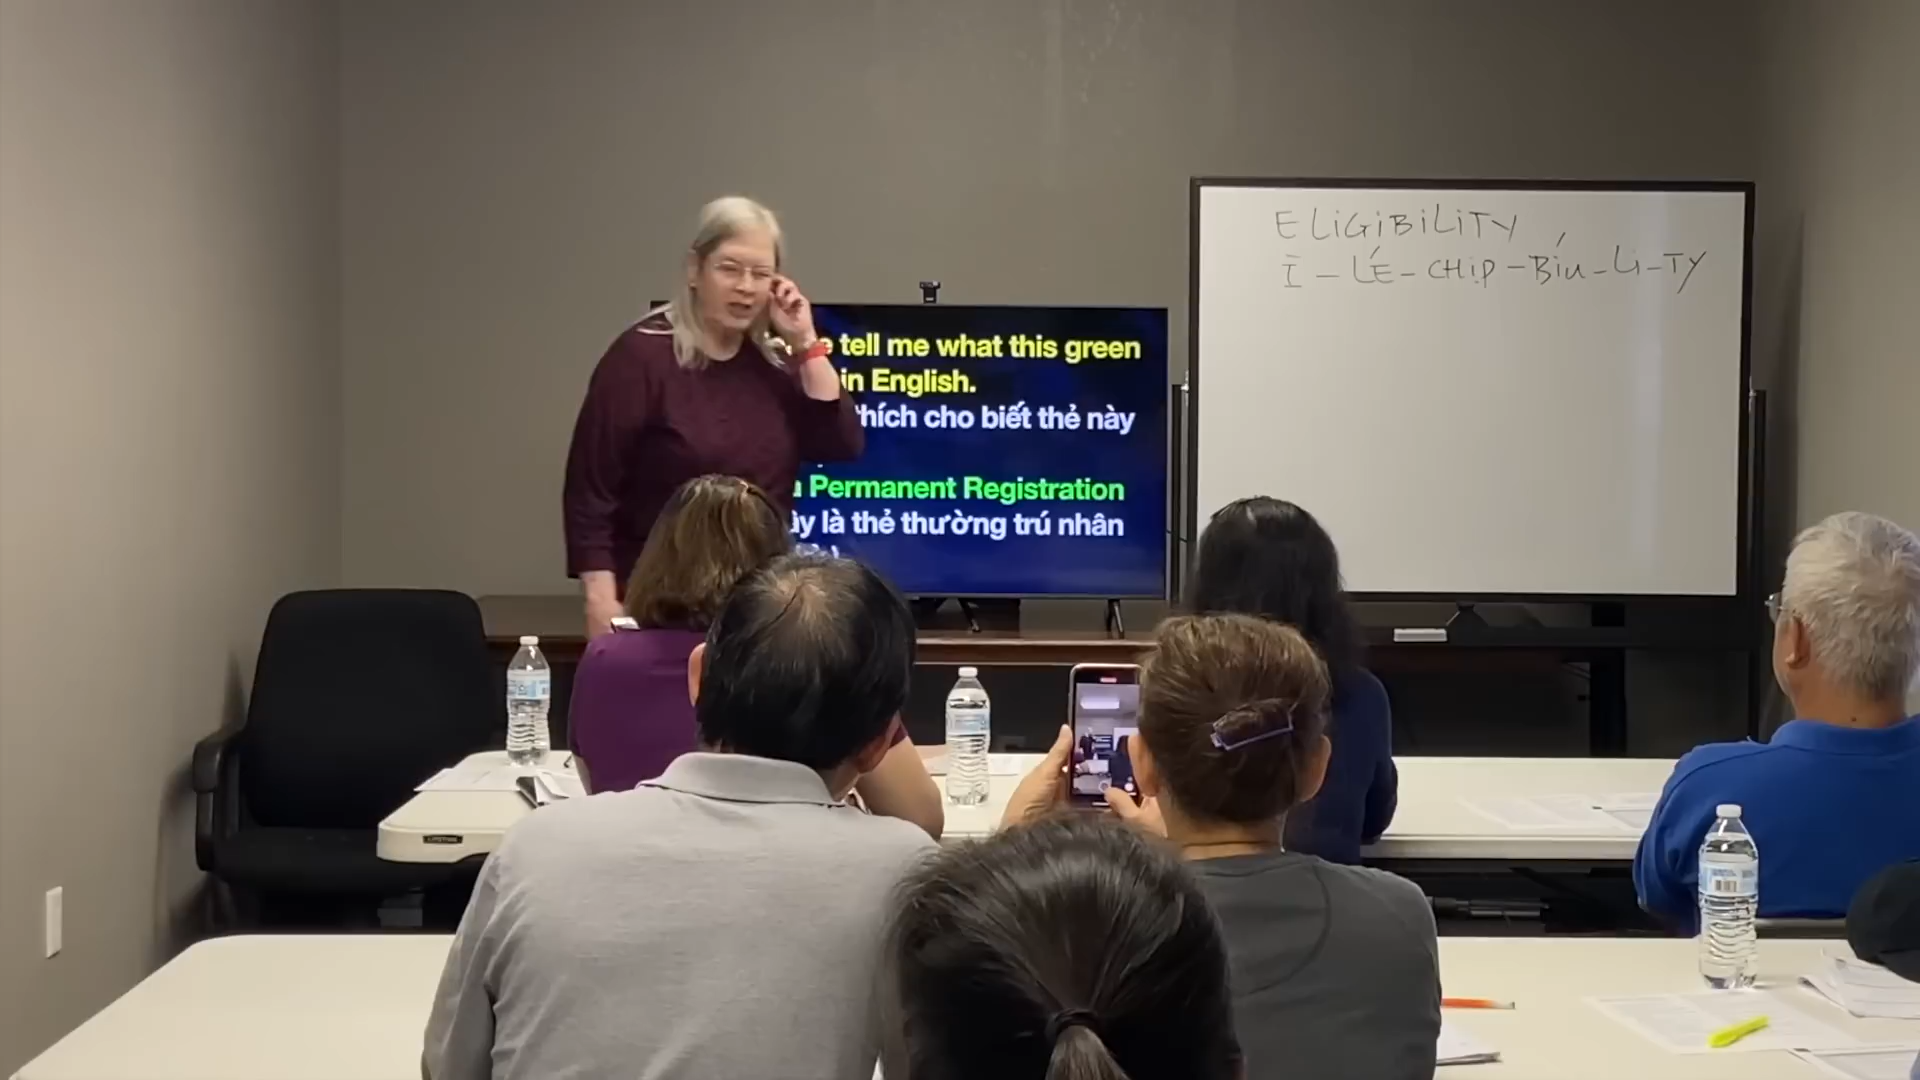 tell me what this green
in English.
thích cho biết thẻ này
Permanent Registration
là thẻ thường trú nhân
ELiGiBiLiTY
I - LÉ - CHiP - Bíu - Li - TY